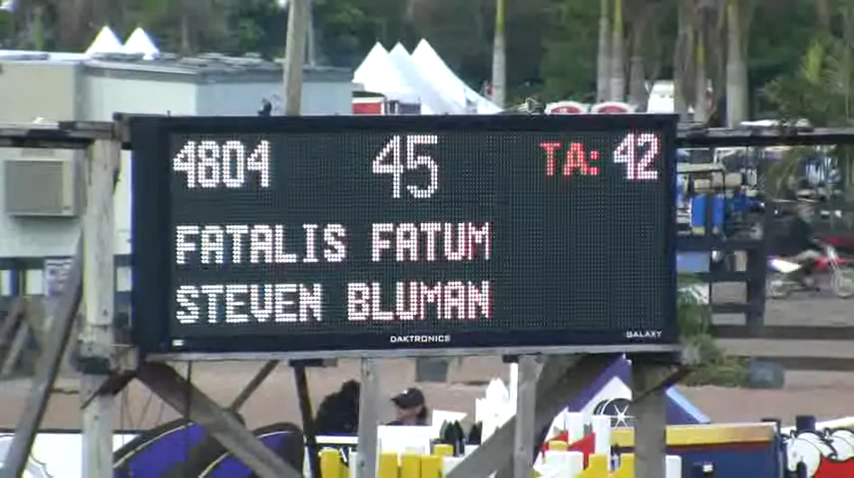 4804 45 TA: 42
FATALIS FATUM
STEVEN BLUMAN
DAKTRONICS GALAXY